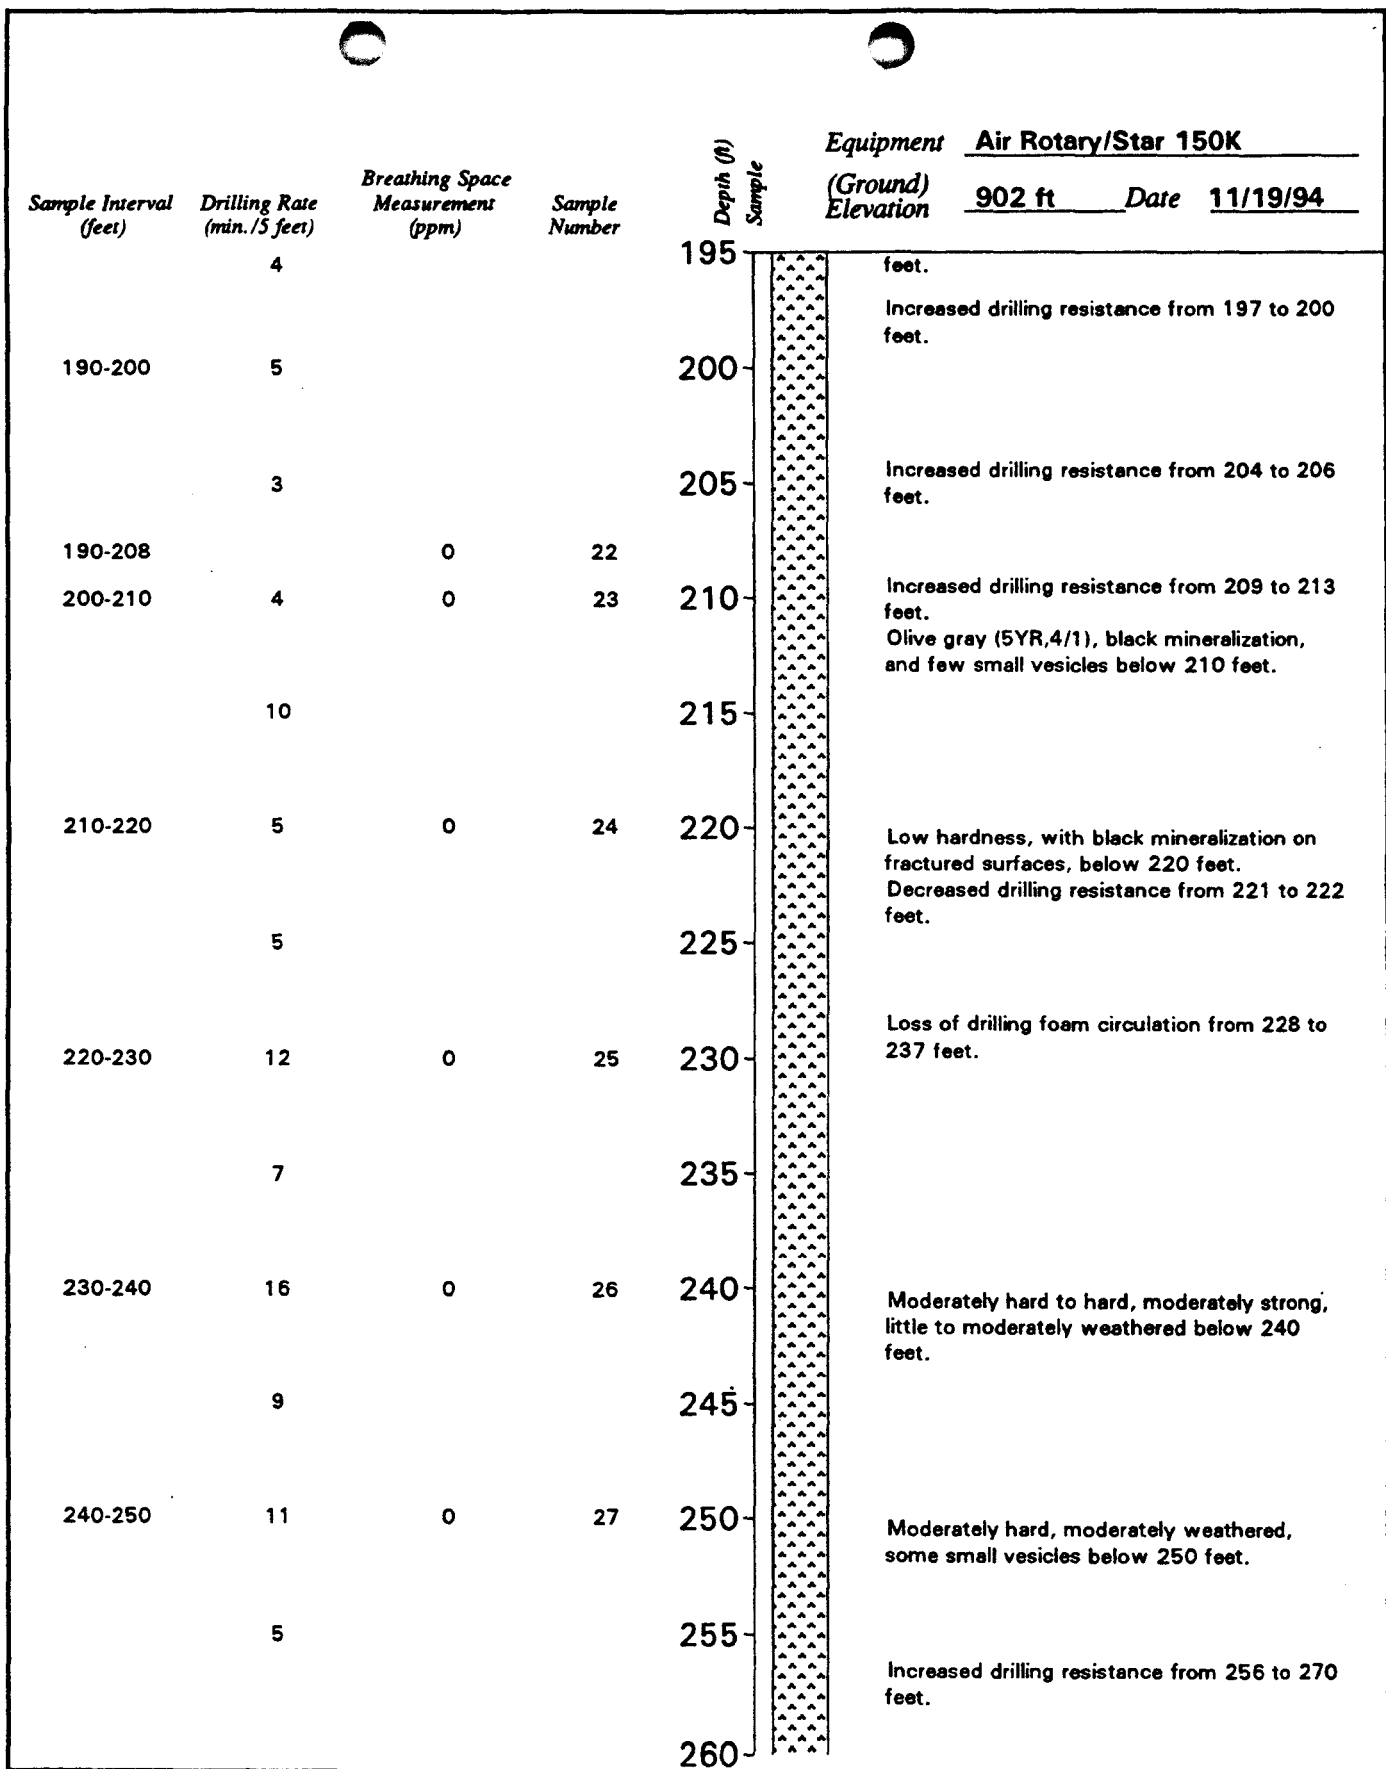 Equipment Air Rotary/Star 150K
(Ground)
Elevation 902 ft Date 11/19/94
Sample Interval
(feet)
Drilling Rate
(min./5 feet)
Breathing Space
Measurement
(ppm)
Sample
Number
Depth (ft)
Sample
195
4
feet.
Increased drilling resistance from 197 to 200
feet.
190-200 5 200
3 205
Increased drilling resistance from 204 to 206
feet.
190-208 0 22
200-210 4 0 23 210
Increased drilling resistance from 209 to 213
feet.
Olive gray (5YR,4/1), black mineralization,
and few small vesicles below 210 feet.
10 215
210-220 5 0 24 220
Low hardness, with black mineralization on
fractured surfaces, below 220 feet.
Decreased drilling resistance from 221 to 222
feet.
5 225
Loss of drilling foam circulation from 228 to
237 feet.
220-230 12 0 25 230
7 235
230-240 16 0 26 240
Moderately hard to hard, moderately strong,
little to moderately weathered below 240
feet.
9 245
240-250 11 0 27 250
Moderately hard, moderately weathered,
some small vesicles below 250 feet.
5 255
Increased drilling resistance from 256 to 270
feet.
260